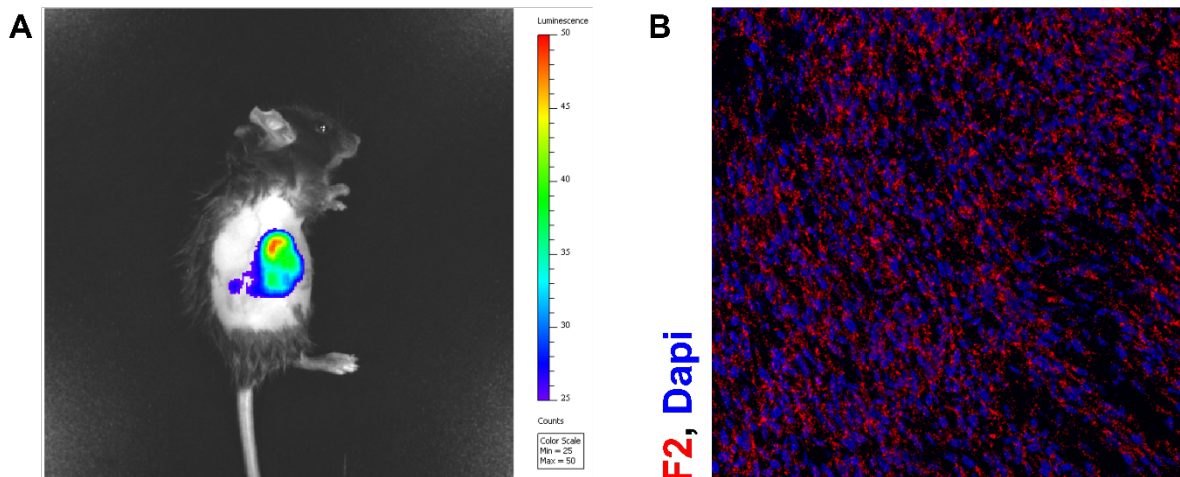 A
Luminescence
50
45
40
35
30
25
Counts
Color Scale
Min = 25
Max = 50
B
F2, Dapi